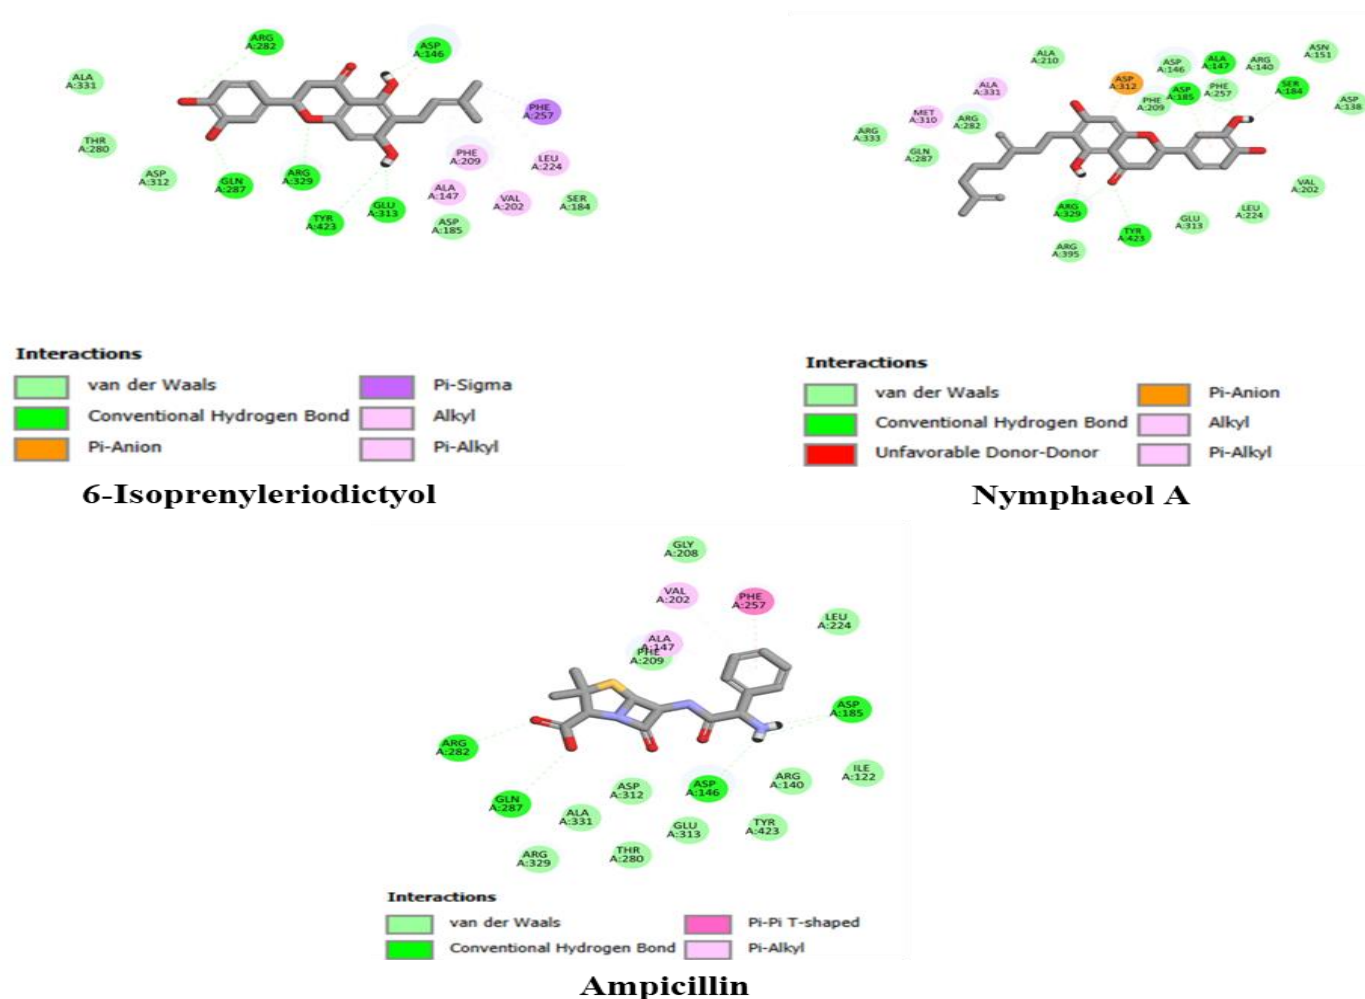 ARG
A:282
ASP
A:146
ALA
A:331
PHE
A:257
THR
A:280
PHE
A:209
LEU
A:224
ASP
A:312
GLN
A:287
ARG
A:329
ALA
A:147
VAL
A:202
SER
A:184
TYR
A:423
GLU
A:313
ASP
A:185
Interactions
van der Waals
Conventional Hydrogen Bond
Pi-Anion
Pi-Sigma
Alkyl
Pi-Alkyl
6-Isoprenyleriodictyol
ALA
A:210
ASP
A:146
ALA
A:147
ARG
A:140
ASN
A:151
ALA
A:331
ASP
A:312
PHE
A:209
ASP
A:185
PHE
A:257
SER
A:184
ASP
A:138
MET
A:310
ARG
A:282
ARG
A:333
GLN
A:287
VAL
A:202
ARG
A:329
TYR
A:423
GLU
A:313
LEU
A:224
ARG
A:395
Interactions
van der Waals
Conventional Hydrogen Bond
Unfavorable Donor-Donor
Pi-Anion
Alkyl
Pi-Alkyl
Nymphaeol A
GLY
A:208
VAL
A:202
PHE
A:257
LEU
A:224
ALA
A:147
PHE
A:209
ASP
A:185
ARG
A:282
ILE
A:122
ARG
A:140
ASP
A:146
ASP
A:312
GLN
A:287
ALA
A:331
GLU
A:313
TYR
A:423
ARG
A:329
THR
A:280
Interactions
van der Waals
Conventional Hydrogen Bond
Pi-Pi T-shaped
Pi-Alkyl
Ampicillin